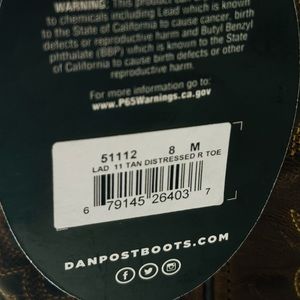 WARNING: This product can
to chemicals including Lead which is known
to the State of California to cause cancer, birth
defects or reproductive harm and Butyl Benzyl
phthalate (BBP) which is known to the State
of California to cause birth defects or other
reproductive harm.
For more information go to:
www.P65Warnings.ca.gov
51112 8 M
LAD 11 TAN DISTRESSED R TOE
6 79145 26403 7
DANPOSTBOOTS.COM